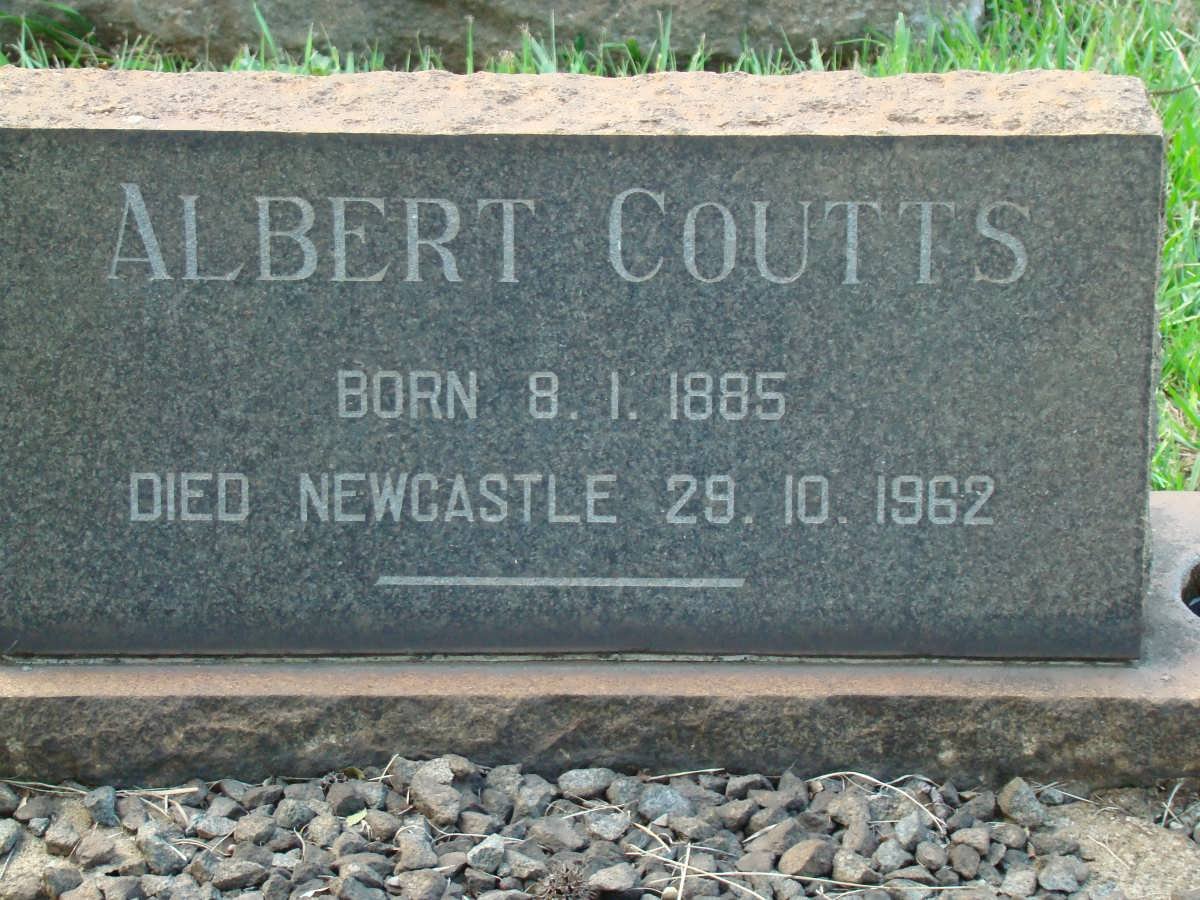 ALBERT COUTTS
BORN 8. 1. 1885
DIED NEWCASTLE 29. 10. 1962